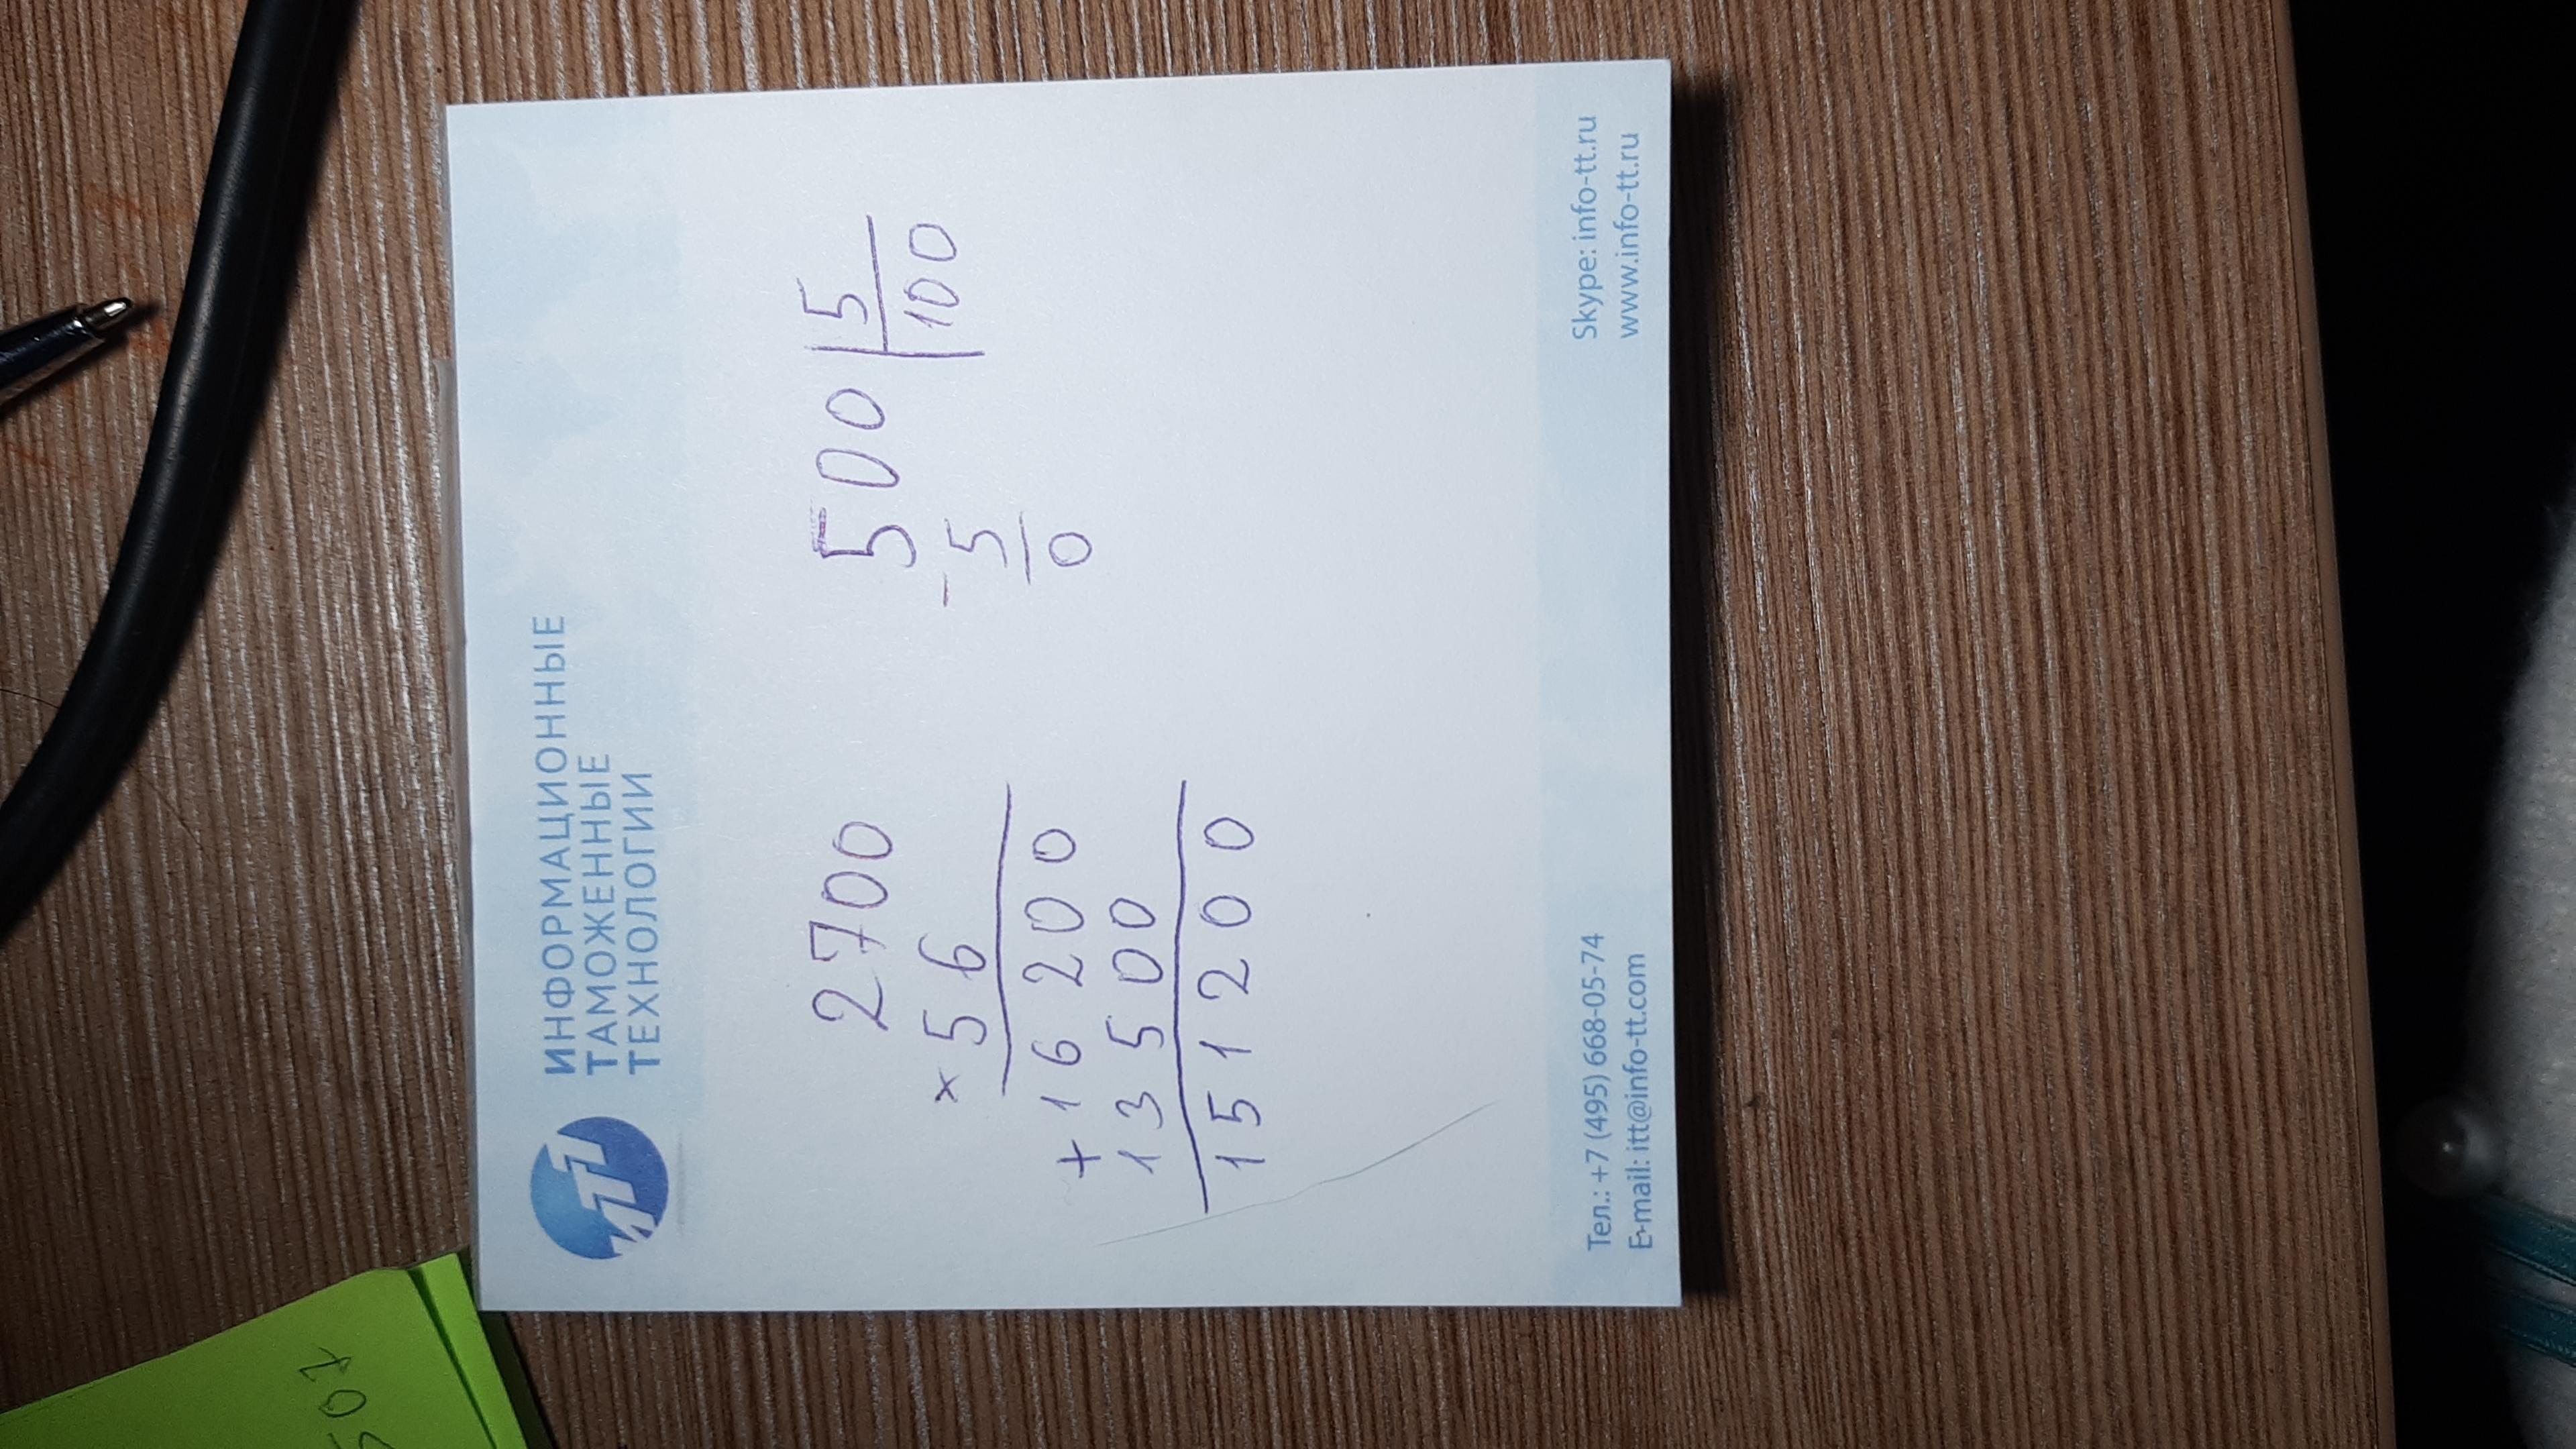 ИТТ
ИНФОРМАЦИОННЫЕ
ТАМОЖЕННЫЕ
ТЕХНОЛОГИИ
2700
× 56
+ 16200
13500
151200
500 | 5
- 5 | 100
0
Тел.: +7 (495) 668-05-74
E-mail: itt@info-tt.com
Skype: info-tt.ru
www.info-tt.ru